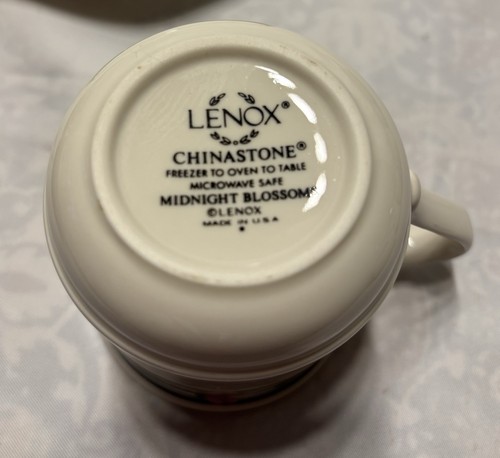 LENOX®
CHINASTONE®
FREEZER TO OVEN TO TABLE
MICROWAVE SAFE
MIDNIGHT BLOSSOM
©LENOX
MADE IN U.S.A